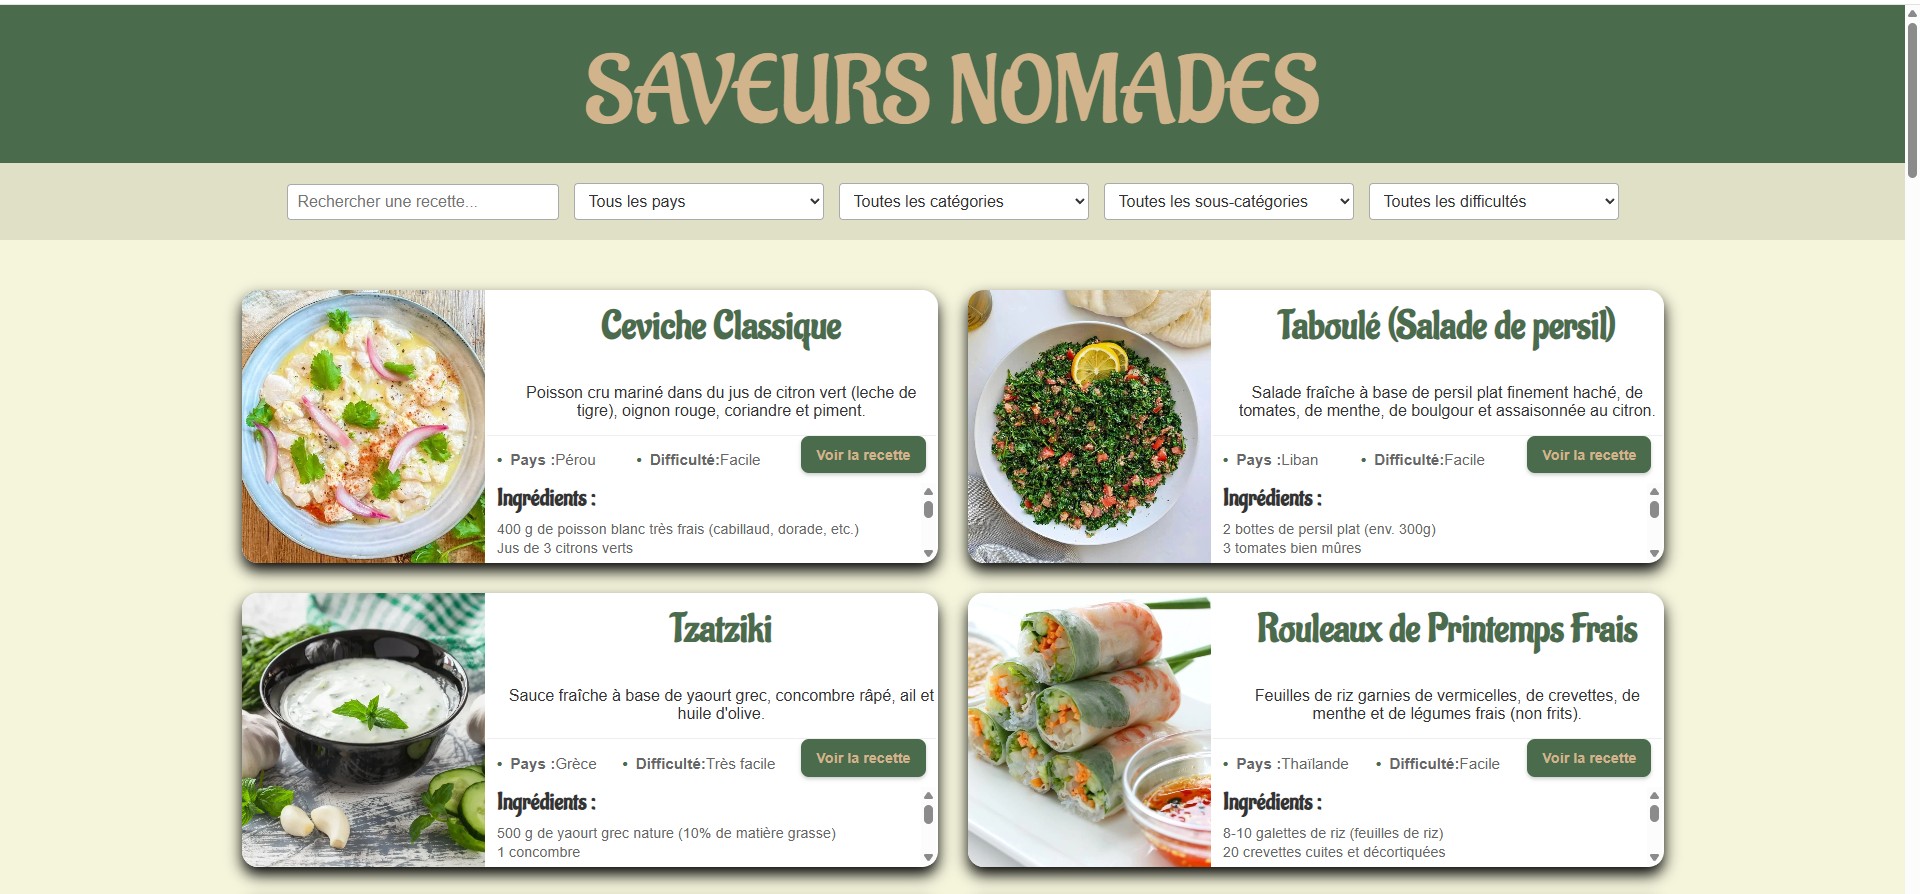 SAVEURS NOMADES
Rechercher une recette...
Tous les pays
Toutes les catégories
Toutes les sous-catégories
Toutes les difficultés
Ceviche Classique
Poisson cru mariné dans du jus de citron vert (leche de
tigre), oignon rouge, coriandre et piment.
• Pays :Pérou
• Difficulté:Facile
Voir la recette
Ingrédients :
400 g de poisson blanc très frais (cabillaud, dorade, etc.)
Jus de 3 citrons verts
Taboulé (Salade de persil)
Salade fraîche à base de persil plat finement haché, de
tomates, de menthe, de boulgour et assaisonnée au citron.
• Pays :Liban
• Difficulté:Facile
Voir la recette
Ingrédients :
2 bottes de persil plat (env. 300g)
3 tomates bien mûres
Tzatziki
Sauce fraîche à base de yaourt grec, concombre râpé, ail et
huile d'olive.
• Pays :Grèce
• Difficulté:Très facile
Voir la recette
Ingrédients :
500 g de yaourt grec nature (10% de matière grasse)
1 concombre
Rouleaux de Printemps Frais
Feuilles de riz garnies de vermicelles, de crevettes, de
menthe et de légumes frais (non frits).
• Pays :Thaïlande
• Difficulté:Facile
Voir la recette
Ingrédients :
8-10 galettes de riz (feuilles de riz)
20 crevettes cuites et décortiquées